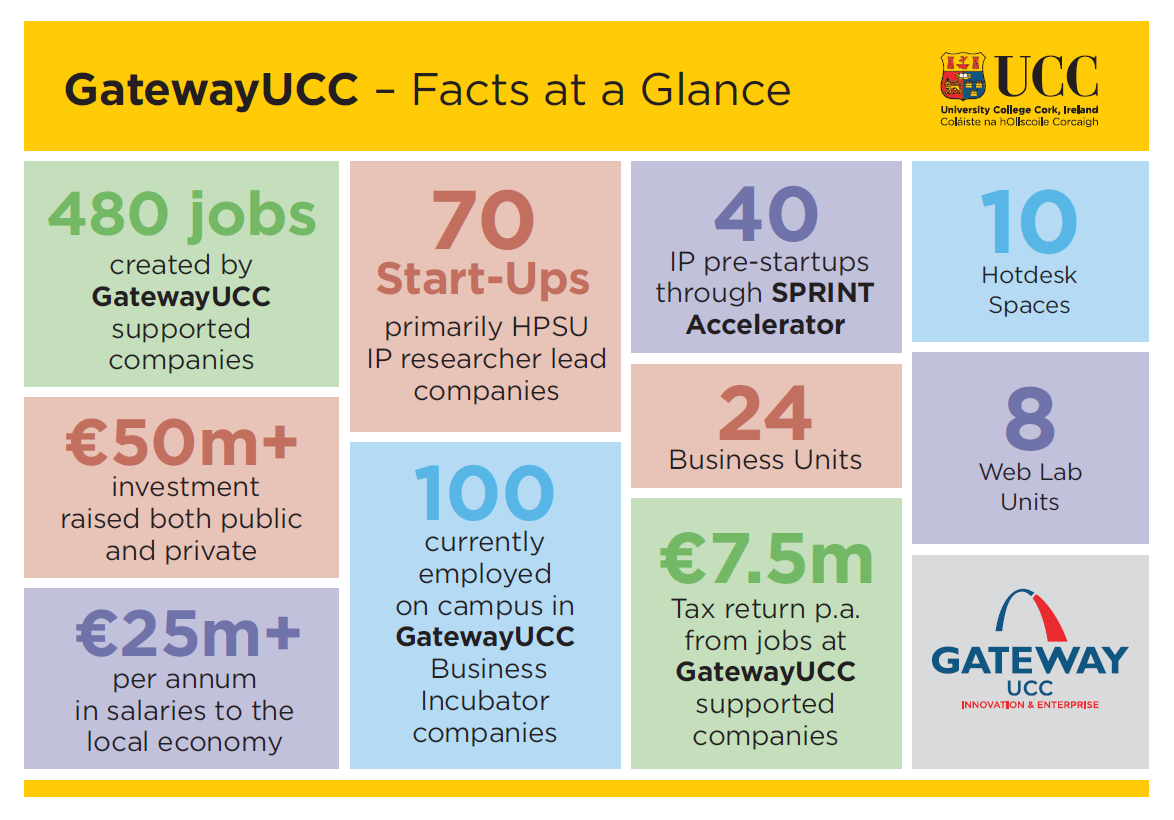 GatewayUCC – Facts at a Glance
UCC
University College Cork, Ireland
Coláiste na hOllscoile Corcaigh
480 jobs
created by
GatewayUCC
supported
companies
€50m+
investment
raised both public
and private
€25m+
per annum
in salaries to the
local economy
70
Start-Ups
primarily HPSU
IP researcher lead
companies
100
currently
employed
on campus in
GatewayUCC
Business
Incubator
companies
40
IP pre-startups
through SPRINT
Accelerator
24
Business Units
€7.5m
Tax return p.a.
from jobs at
GatewayUCC
supported
companies
10
Hotdesk
Spaces
8
Web Lab
Units
GATEWAY
UCC
INNOVATION & ENTERPRISE